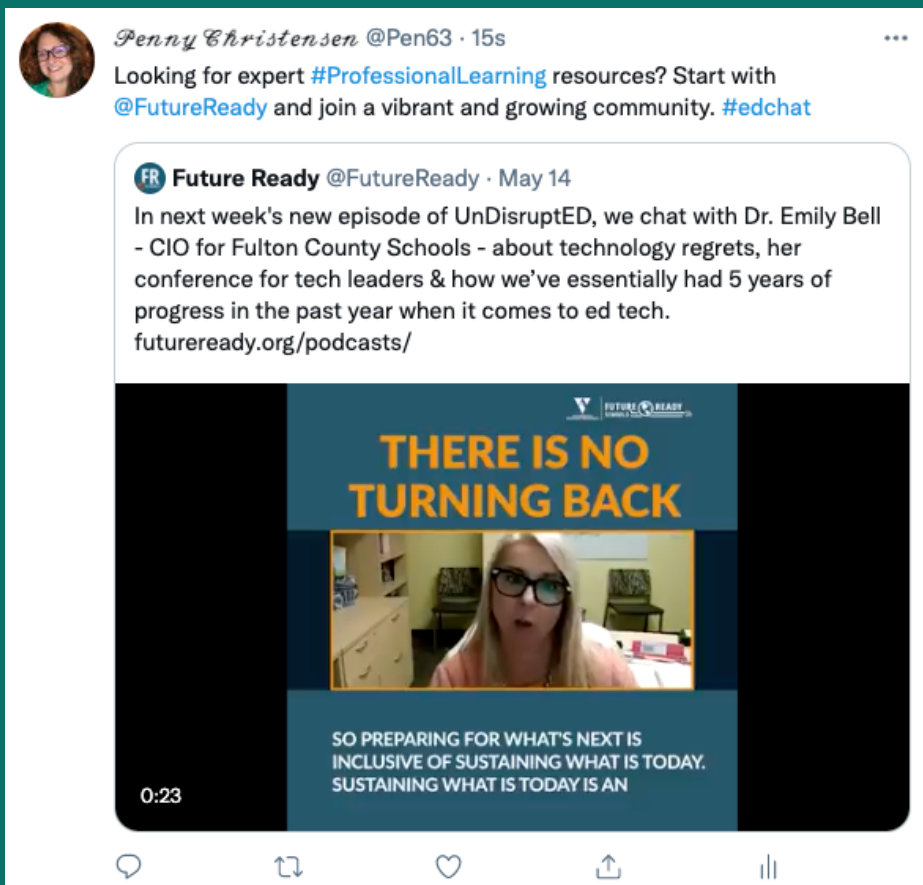 Penny Christensen @Pen63 · 15s
Looking for expert #ProfessionalLearning resources? Start with
@FutureReady and join a vibrant and growing community. #edchat
FR Future Ready @FutureReady · May 14
In next week's new episode of UnDisruptED, we chat with Dr. Emily Bell
- CIO for Fulton County Schools - about technology regrets, her
conference for tech leaders & how we’ve essentially had 5 years of
progress in the past year when it comes to ed tech.
futureready.org/podcasts/
FUTURE READY
SCHOOLS
THERE IS NO
TURNING BACK
SO PREPARING FOR WHAT'S NEXT IS
INCLUSIVE OF SUSTAINING WHAT IS TODAY.
SUSTAINING WHAT IS TODAY IS AN
0:23